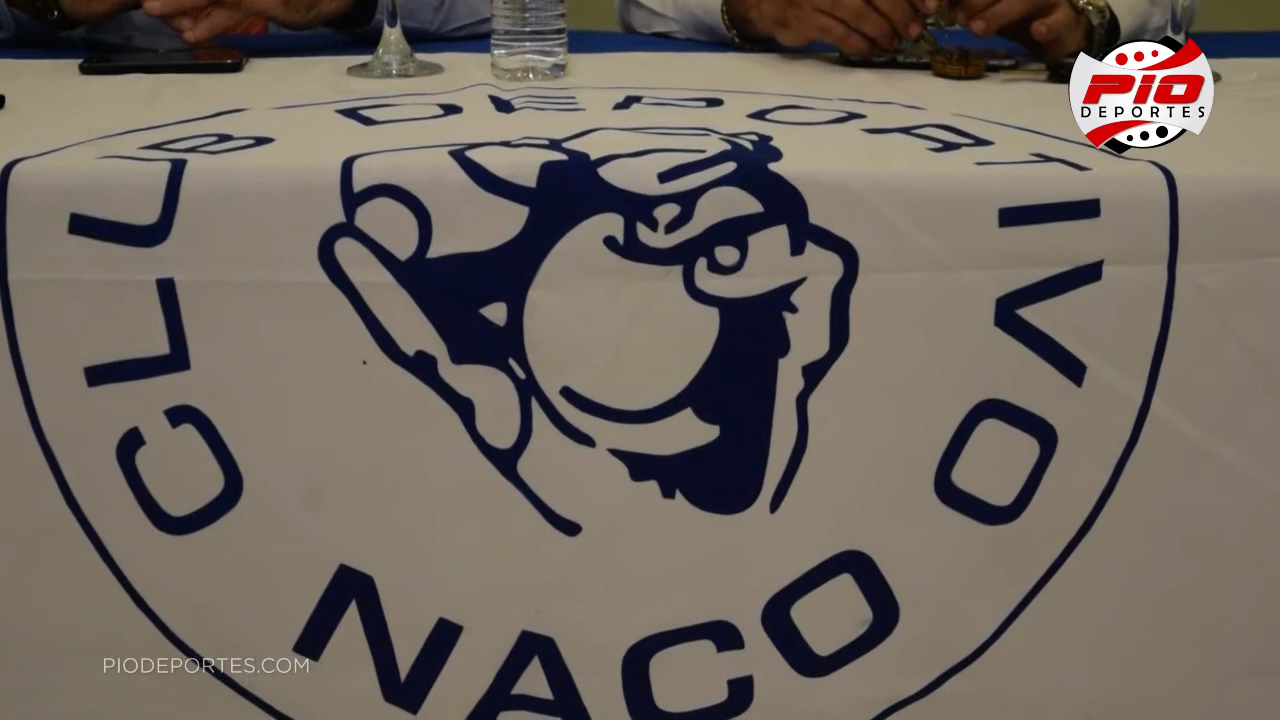 CLUB DEPORTIVO
NACO
PIO
DEPORTES
PIODEPORTES.COM